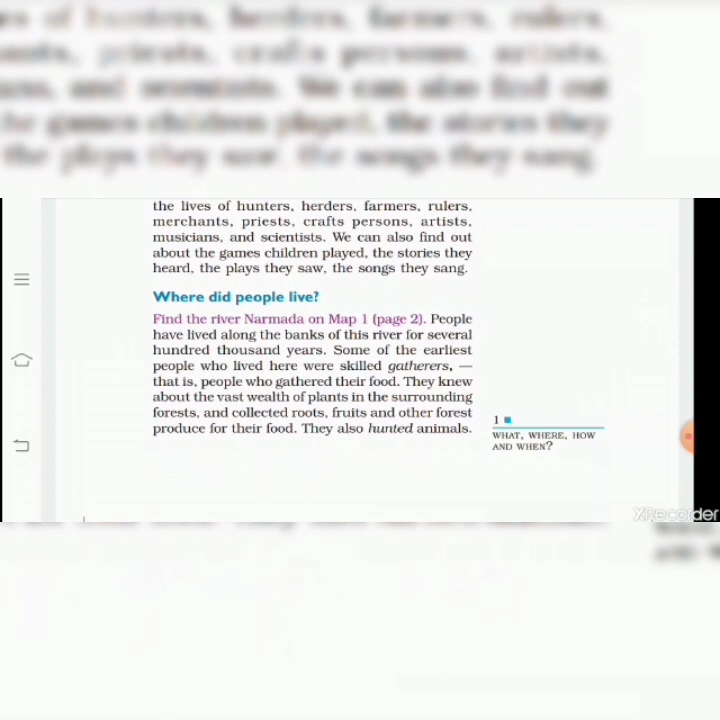 the lives of hunters, herders, farmers, rulers,
merchants, priests, crafts persons, artists,
musicians, and scientists. We can also find out
about the games children played, the stories they
heard, the plays they saw, the songs they sang.
Where did people live?
Find the river Narmada on Map 1 (page 2). People
have lived along the banks of this river for several
hundred thousand years. Some of the earliest
people who lived here were skilled gatherers, —
that is, people who gathered their food. They knew
about the vast wealth of plants in the surrounding
forests, and collected roots, fruits and other forest
produce for their food. They also hunted animals.
1
WHAT, WHERE, HOW
AND WHEN?
XRecorder